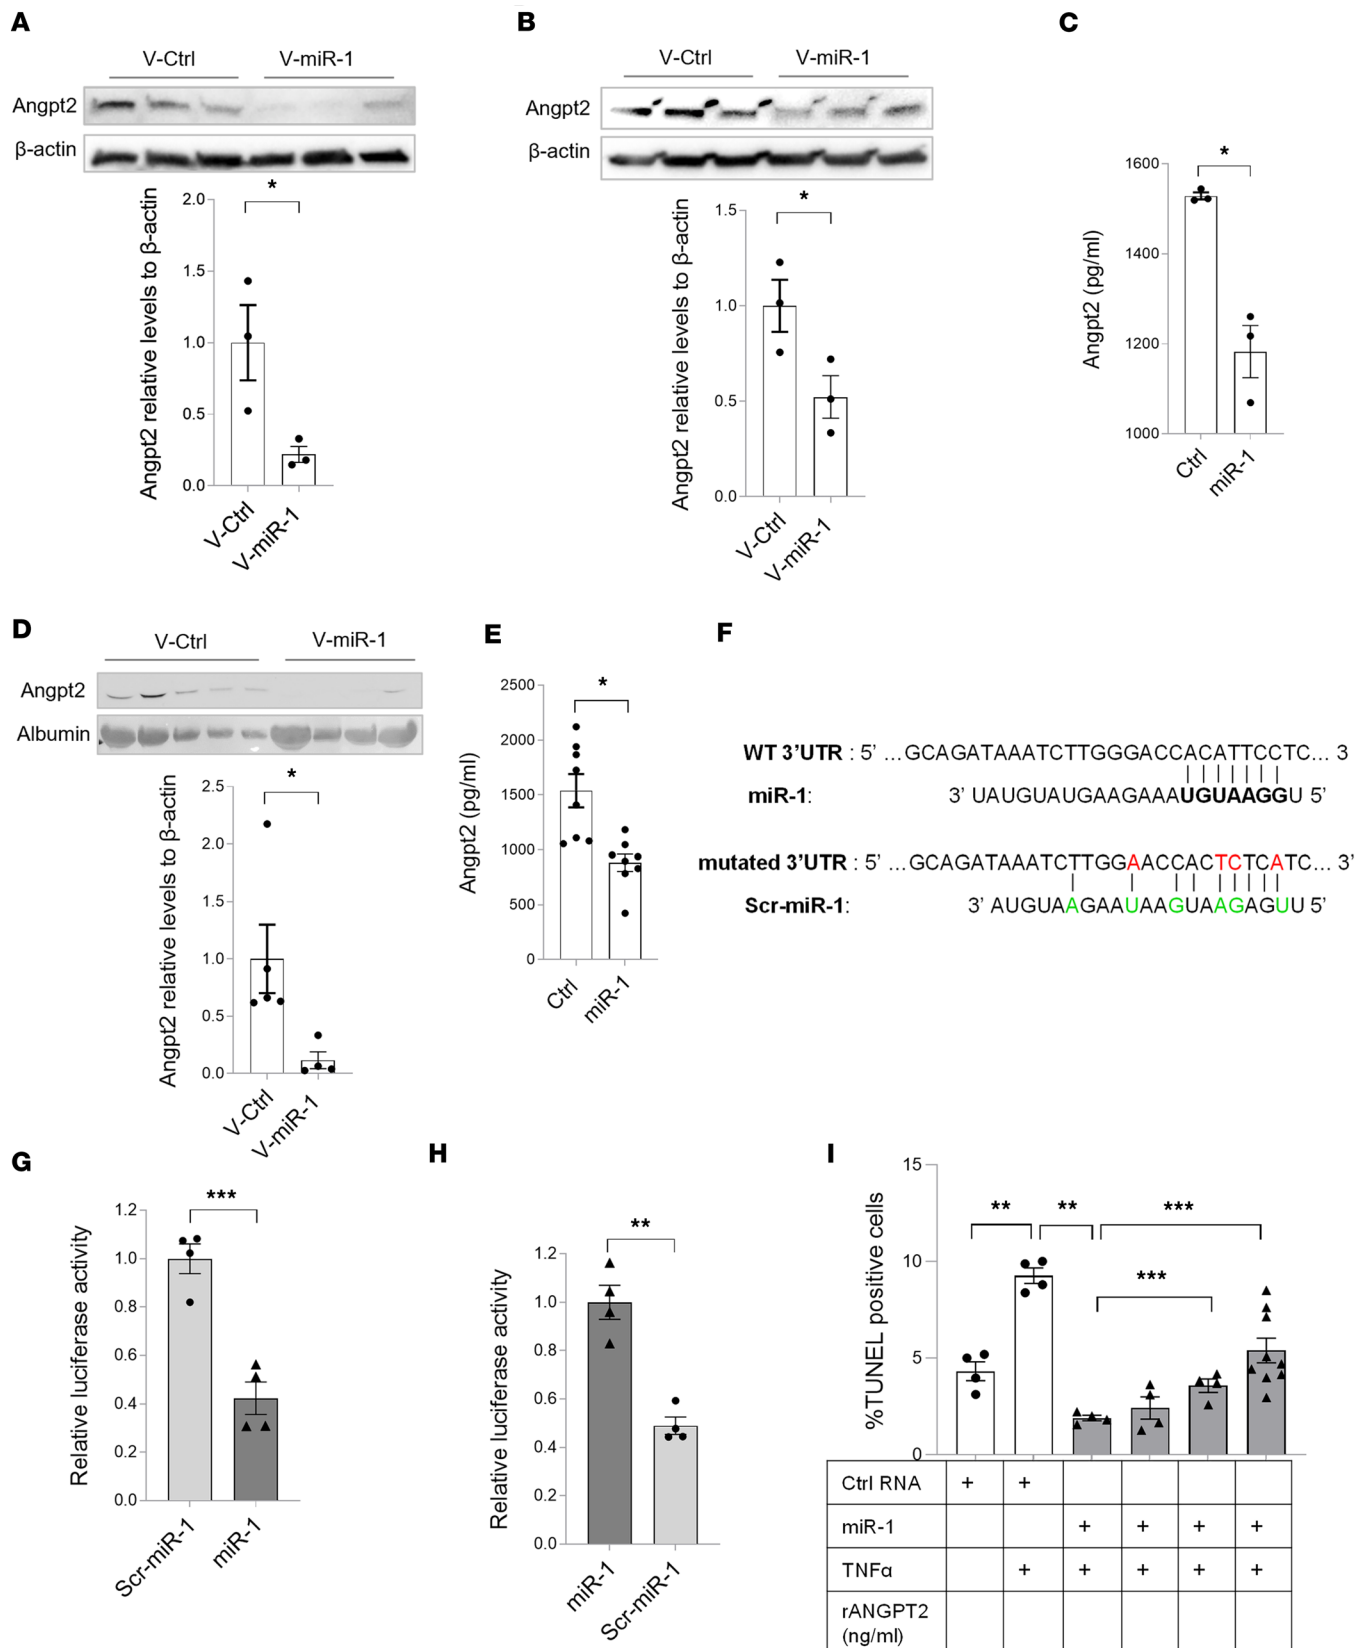 A
V-Ctrl V-miR-1
Angpt2
β-actin
*
Angpt2 relative levels to β-actin
2.0
1.5
1.0
0.5
0.0
V-Ctrl
V-miR-1
B
V-Ctrl V-miR-1
Angpt2
β-actin
*
Angpt2 relative levels to β-actin
1.5
1.0
0.5
0.0
V-Ctrl
V-miR-1
C
*
Angpt2 (pg/ml)
1600
1400
1200
1000
Ctrl
miR-1
D
V-Ctrl V-miR-1
Angpt2
Albumin
*
Angpt2 relative levels to β-actin
2.5
2.0
1.5
1.0
0.5
0.0
V-Ctrl
V-miR-1
E
*
Angpt2 (pg/ml)
2500
2000
1500
1000
500
0
Ctrl
miR-1
F
WT 3'UTR : 5' ...GCAGATAAATCTTGGGACCACATTCCTC... 3
miR-1: 3' UAUGUAUGAAGAAAUGUAAGGU 5'
mutated 3'UTR : 5' ...GCAGATAAATCTTGGAACCACTCTCATC... 3'
Scr-miR-1: 3' AUGUAAGAAUAAGUAAGAGUU 5'
G
***
Relative luciferase activity
1.2
1.0
0.8
0.6
0.4
0.2
0.0
Scr-miR-1
miR-1
H
**
Relative luciferase activity
1.2
1.0
0.8
0.6
0.4
0.2
0.0
miR-1
Scr-miR-1
I
** ** ***
***
%TUNEL positive cells
15
10
5
0
Ctrl RNA + +
miR-1 + + + +
TNFα + + + + +
rANGPT2
(ng/ml)